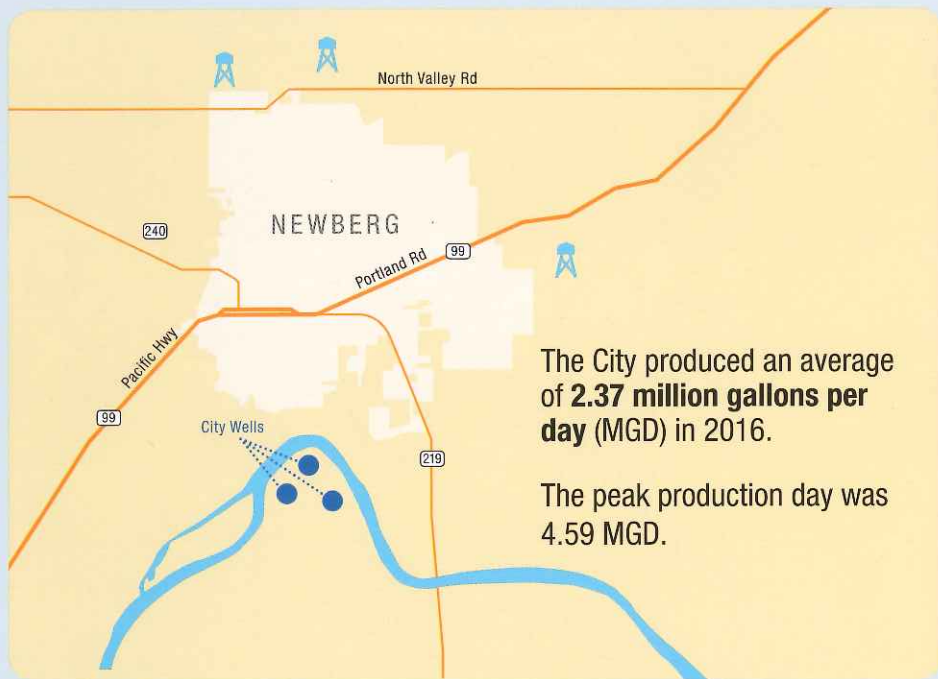 North Valley Rd
NEWBERG
240
99
Portland Rd
Pacific Hwy
99
City Wells
219
The City produced an average
of 2.37 million gallons per
day (MGD) in 2016.
The peak production day was
4.59 MGD.